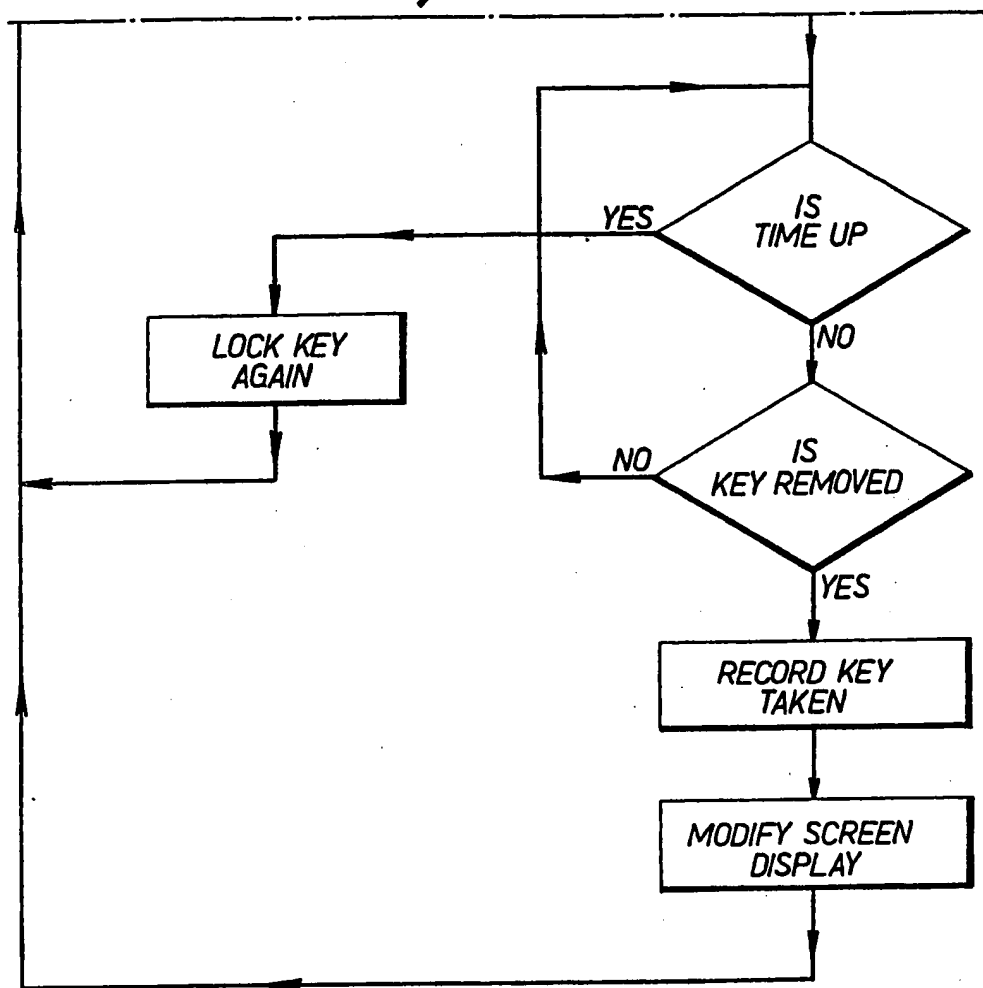 IS
TIME UP
YES
NO
LOCK KEY
AGAIN
IS
KEY REMOVED
NO
YES
RECORD KEY
TAKEN
MODIFY SCREEN
DISPLAY